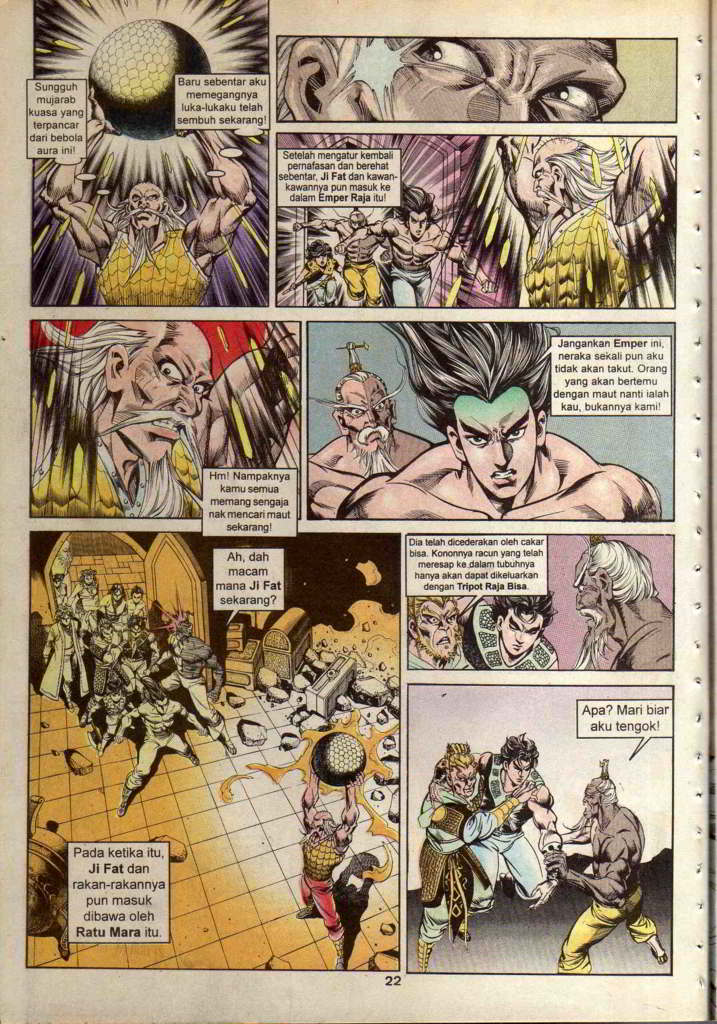 Sungguh
mujarab
kuasa yang
terpancar
dari bebola
aura ini!
Baru sebentar aku
memegangnya
luka-lukaku telah
sembuh sekarang!
Setelah mengatur kembali
pernafasan dan berehat
sebentar, Ji Fat dan kawan-
kawannya pun masuk ke
dalam Emper Raja itu!
Hm! Nampaknya
kamu semua
memang sengaja
nak mencari maut
sekarang!
Jangankan Emper ini,
neraka sekali pun aku
tidak akan takut. Orang
yang akan bertemu
dengan maut nanti ialah
kau, bukannya kami!
Ah, dah
macam
mana Ji Fat
sekarang?
Pada ketika itu,
Ji Fat dan
rakan-rakannya
pun masuk
dibawa oleh
Ratu Mara itu.
Dia telah dicederakan oleh cakar
bisa. Kononnya racun yang telah
meresap ke dalam tubuhnya
hanya akan dapat dikeluarkan
dengan Tripot Raja Bisa.
Apa? Mari biar
aku tengok!
22